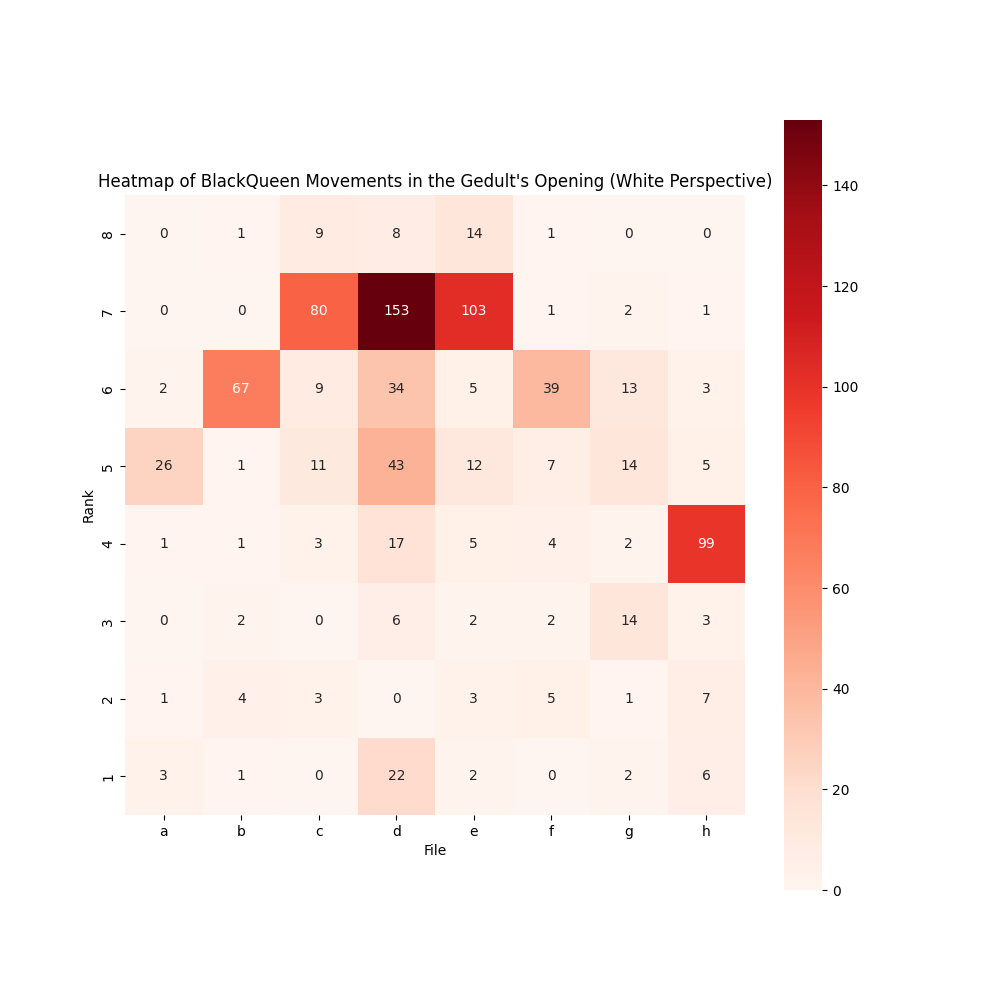 Heatmap of BlackQueen Movements in the Gedult's Opening (White Perspective)
8 0 1 9 8 14 1 0 0
7 0 0 80 153 103 1 2 1
6 2 67 9 34 5 39 13 3
5 26 1 11 43 12 7 14 5
Rank
4 1 1 3 17 5 4 2 99
3 0 2 0 6 2 2 14 3
2 1 4 3 0 3 5 1 7
1 3 1 0 22 2 0 2 6
a b c d e f g h
File
140
120
100
80
60
40
20
0